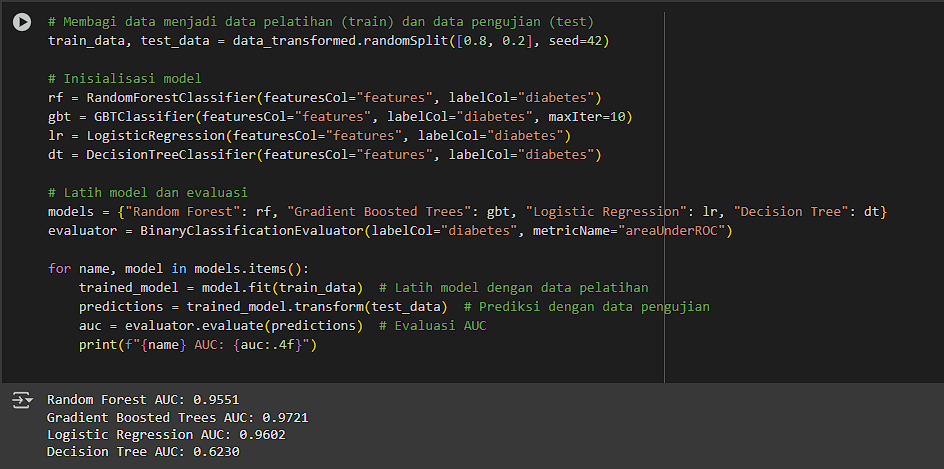 # Membagi data menjadi data pelatihan (train) dan data pengujian (test)
train_data, test_data = data_transformed.randomSplit([0.8, 0.2], seed=42)
# Inisialisasi model
rf = RandomForestClassifier(featuresCol="features", labelCol="diabetes")
gbt = GBTClassifier(featuresCol="features", labelCol="diabetes", maxIter=10)
lr = LogisticRegression(featuresCol="features", labelCol="diabetes")
dt = DecisionTreeClassifier(featuresCol="features", labelCol="diabetes")
# Latih model dan evaluasi
models = {"Random Forest": rf, "Gradient Boosted Trees": gbt, "Logistic Regression": lr, "Decision Tree": dt}
evaluator = BinaryClassificationEvaluator(labelCol="diabetes", metricName="areaUnderROC")
for name, model in models.items():
    trained_model = model.fit(train_data)  # Latih model dengan data pelatihan
    predictions = trained_model.transform(test_data)  # Prediksi dengan data pengujian
    auc = evaluator.evaluate(predictions)  # Evaluasi AUC
    print(f"{name} AUC: {auc:.4f}")
Random Forest AUC: 0.9551
Gradient Boosted Trees AUC: 0.9721
Logistic Regression AUC: 0.9602
Decision Tree AUC: 0.6230